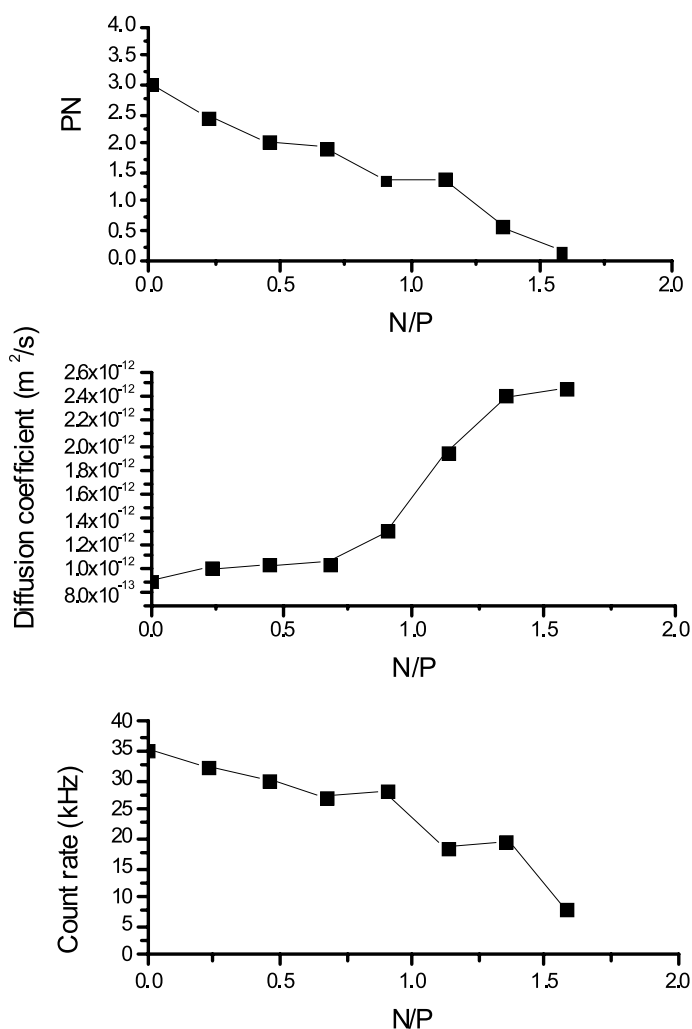 4.0
3.5
3.0
2.5
2.0
1.5
1.0
0.5
0.0
PN
0.0 0.5 1.0 1.5 2.0
N/P
2.6x10-12
2.4x10-12
2.2x10-12
2.0x10-12
1.8x10-12
1.6x10-12
1.4x10-12
1.2x10-12
1.0x10-12
8.0x10-13
Diffusion coefficient (m²/s)
0.0 0.5 1.0 1.5 2.0
N/P
40
35
30
25
20
15
10
5
0
Count rate (kHz)
0.0 0.5 1.0 1.5 2.0
N/P